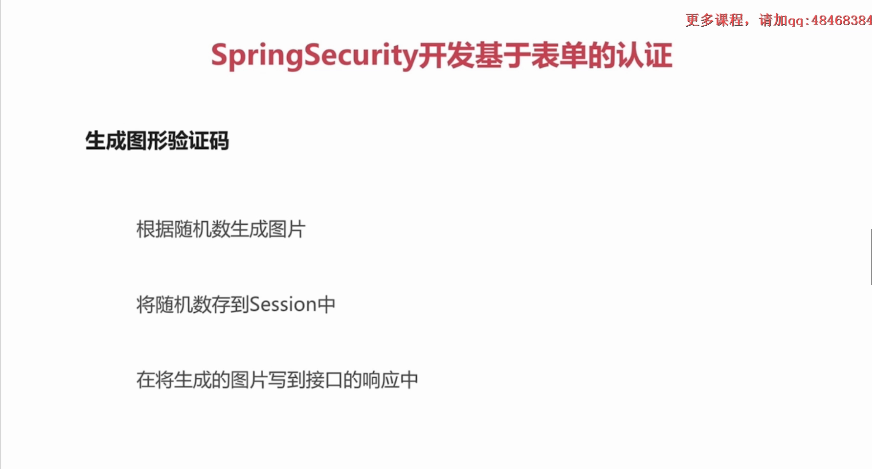 更多课程，请加qq:48468384
SpringSecurity开发基于表单的认证
生成图形验证码
根据随机数生成图片
将随机数存到Session中
在将生成的图片写到接口的响应中